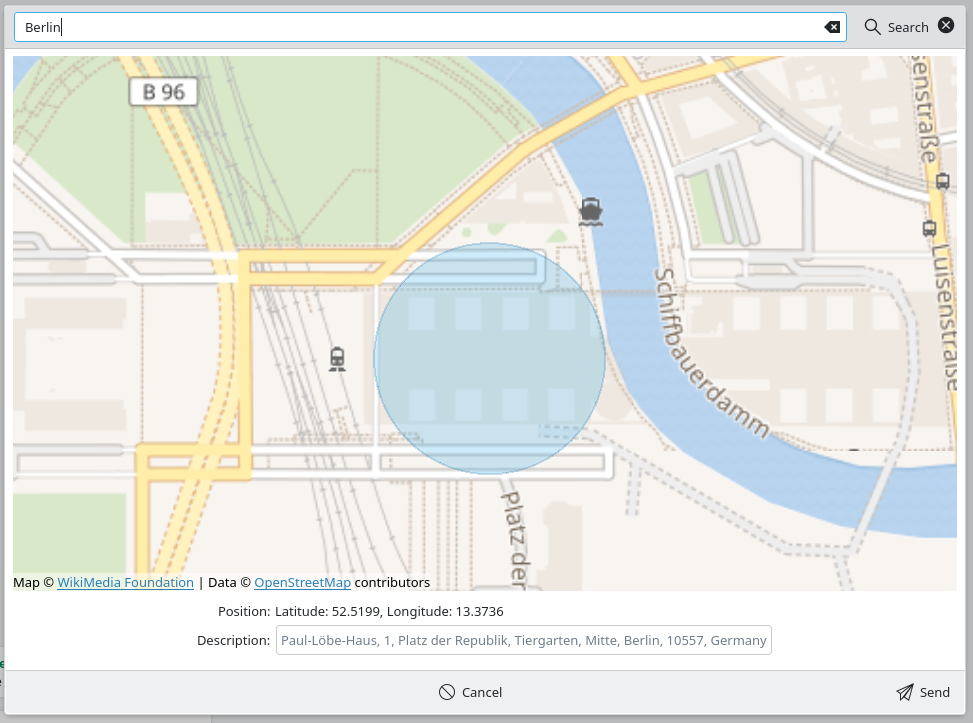 Berlin
Search
B 96
senstraße
Luisenstraße
Schiffbauerdamm
Platz der
Map © WikiMedia Foundation | Data © OpenStreetMap contributors
Position: Latitude: 52.5199, Longitude: 13.3736
Description: Paul-Löbe-Haus, 1, Platz der Republik, Tiergarten, Mitte, Berlin, 10557, Germany
Cancel
Send